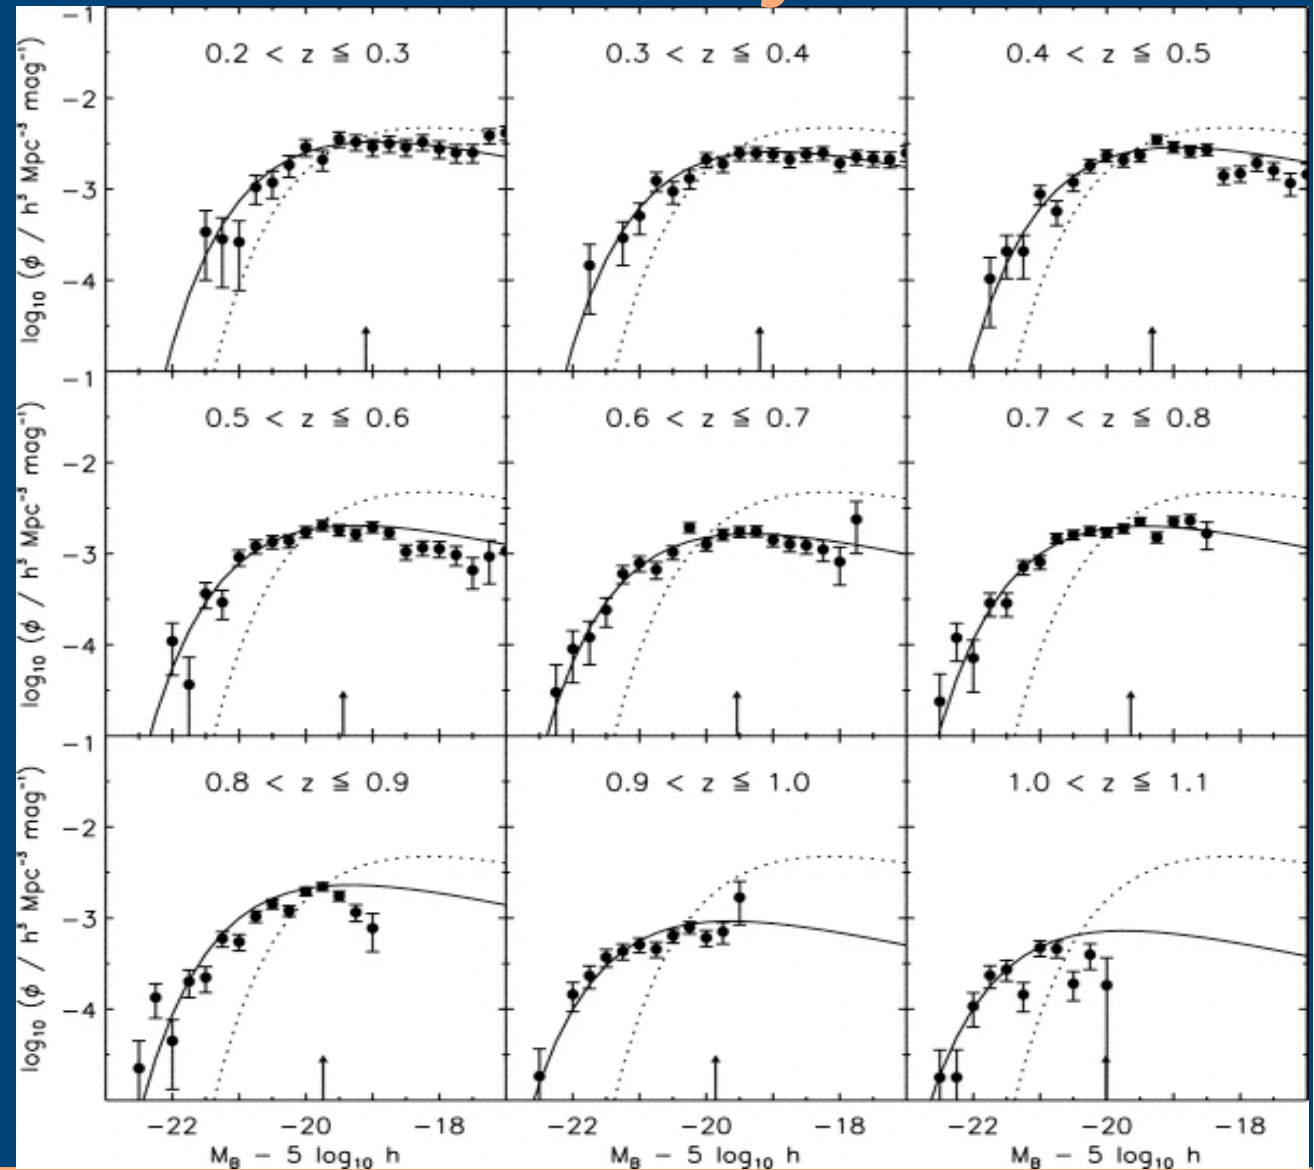 -1
0.2 < z ≦ 0.3
0.3 < z ≦ 0.4
0.4 < z ≦ 0.5
-2
-3
-4
log₁₀ (φ / h³ Mpc⁻³ mag⁻¹)
-1
0.5 < z ≦ 0.6
0.6 < z ≦ 0.7
0.7 < z ≦ 0.8
-2
-3
-4
log₁₀ (φ / h³ Mpc⁻³ mag⁻¹)
-1
0.8 < z ≦ 0.9
0.9 < z ≦ 1.0
1.0 < z ≦ 1.1
-2
-3
-4
log₁₀ (φ / h³ Mpc⁻³ mag⁻¹)
-22 -20 -18
-22 -20 -18
-22 -20 -18
M_B - 5 log₁₀ h
M_B - 5 log₁₀ h
M_B - 5 log₁₀ h